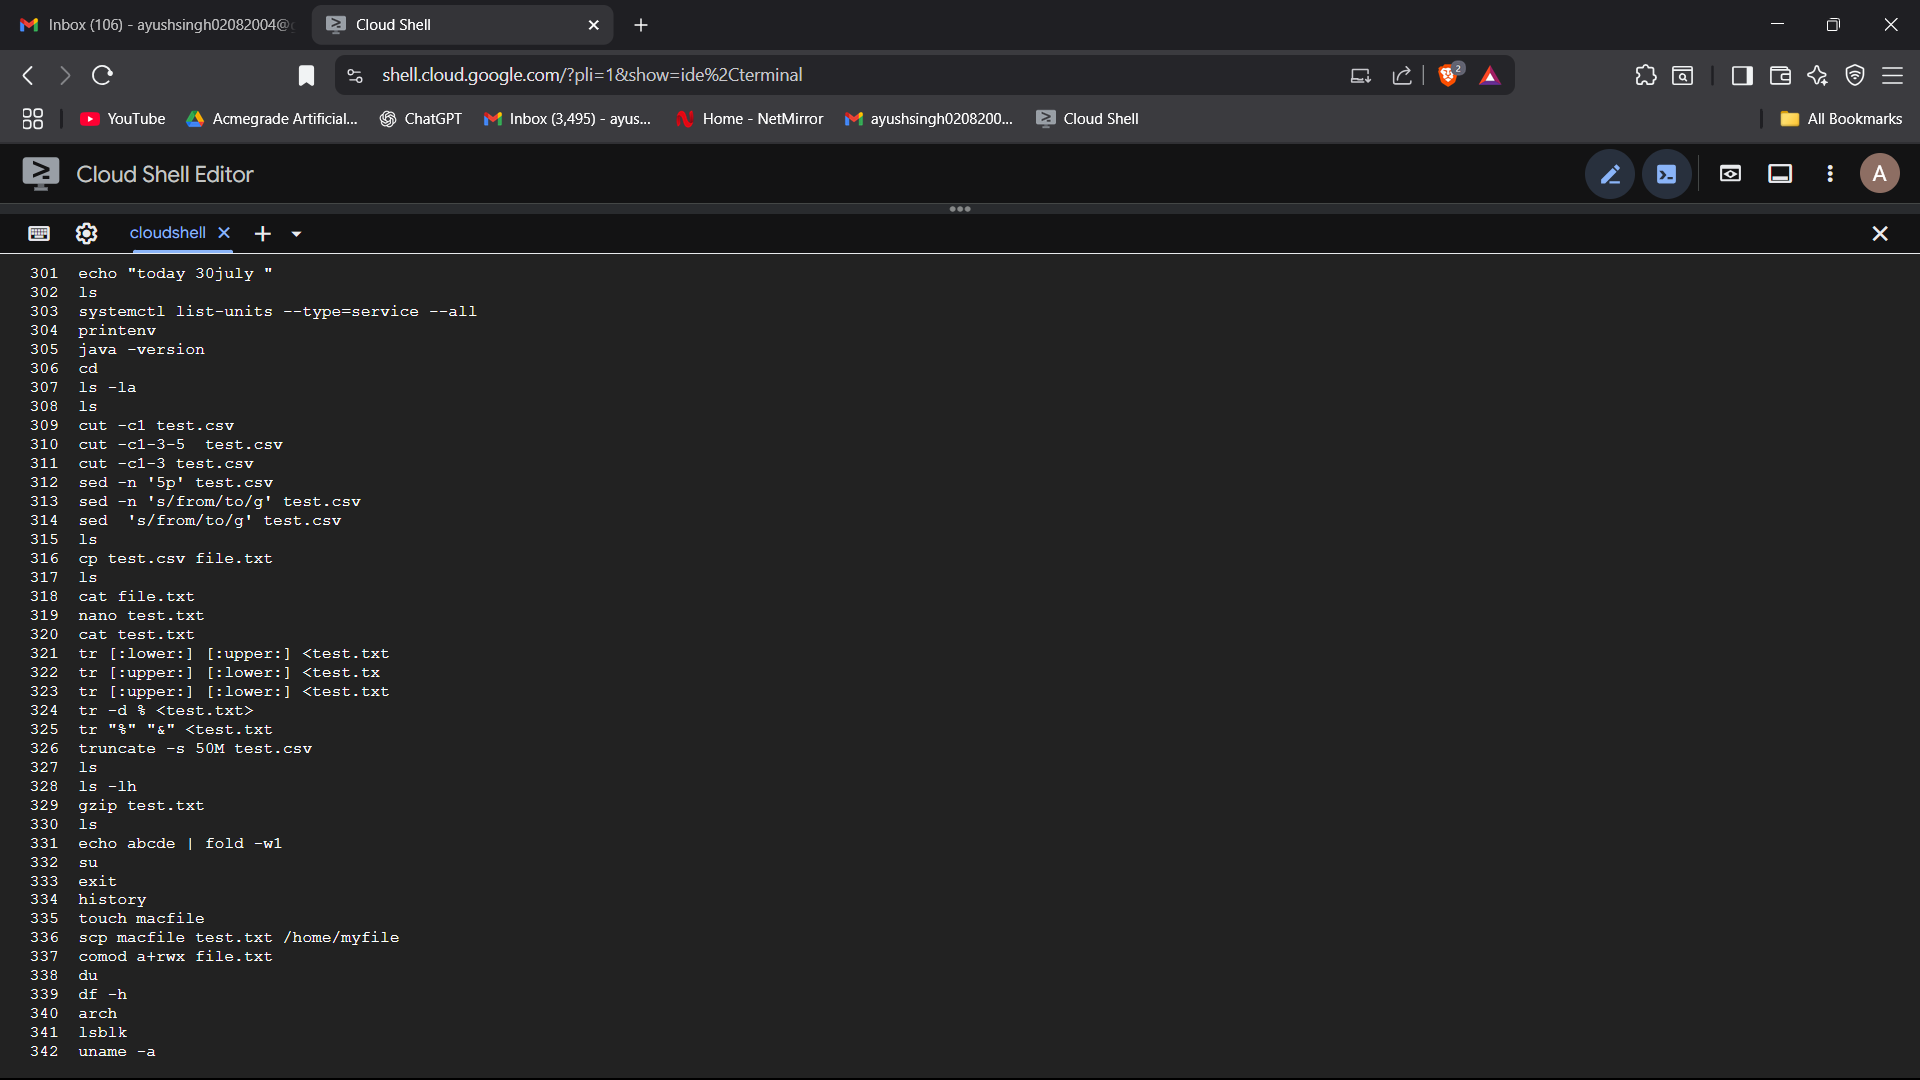 Inbox (106) - ayushsingh02082004@
Cloud Shell
shell.cloud.google.com/?pli=1&show=ide%2Cterminal
2
YouTube
Acmegrade Artificial...
ChatGPT
Inbox (3,495) - ayus...
Home - NetMirror
ayushsingh0208200...
Cloud Shell
All Bookmarks
Cloud Shell Editor
A
cloudshell
301 echo "today 30july "
302 ls
303 systemctl list-units --type=service --all
304 printenv
305 java -version
306 cd
307 ls -la
308 ls
309 cut -c1 test.csv
310 cut -c1-3-5  test.csv
311 cut -c1-3 test.csv
312 sed -n '5p' test.csv
313 sed -n 's/from/to/g' test.csv
314 sed  's/from/to/g' test.csv
315 ls
316 cp test.csv file.txt
317 ls
318 cat file.txt
319 nano test.txt
320 cat test.txt
321 tr [:lower:] [:upper:] <test.txt
322 tr [:upper:] [:lower:] <test.tx
323 tr [:upper:] [:lower:] <test.txt
324 tr -d % <test.txt>
325 tr "%" "&" <test.txt
326 truncate -s 50M test.csv
327 ls
328 ls -lh
329 gzip test.txt
330 ls
331 echo abcde | fold -w1
332 su
333 exit
334 history
335 touch macfile
336 scp macfile test.txt /home/myfile
337 comod a+rwx file.txt
338 du
339 df -h
340 arch
341 lsblk
342 uname -a